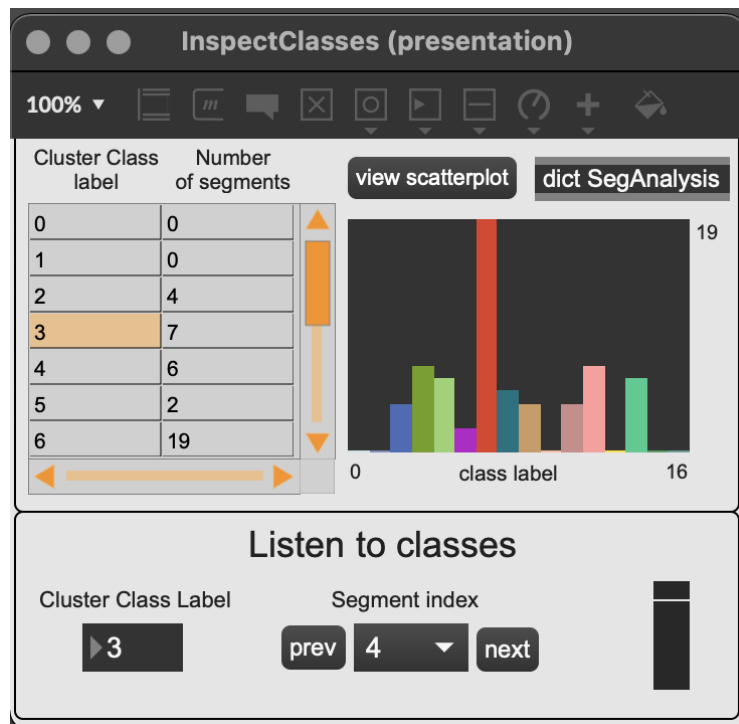 InspectClasses (presentation)
100%
m
Cluster Class label
Number of segments
0 0
1 0
2 4
3 7
4 6
5 2
6 19
view scatterplot
dict SegAnalysis
19
0 class label 16
Listen to classes
Cluster Class Label
Segment index
3
prev 4 next